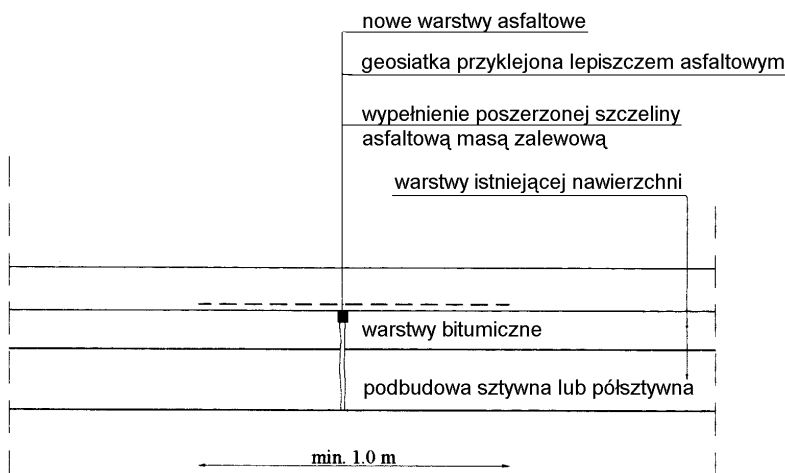 nowe warstwy asfaltowe
geosiatka przyklejona lepiszczem asfaltowym
wypełnienie poszerzonej szczeliny
asfaltową masą zalewową
warstwy istniejącej nawierzchni
warstwy bitumiczne
podbudowa sztywna lub półsztywna
min. 1.0 m